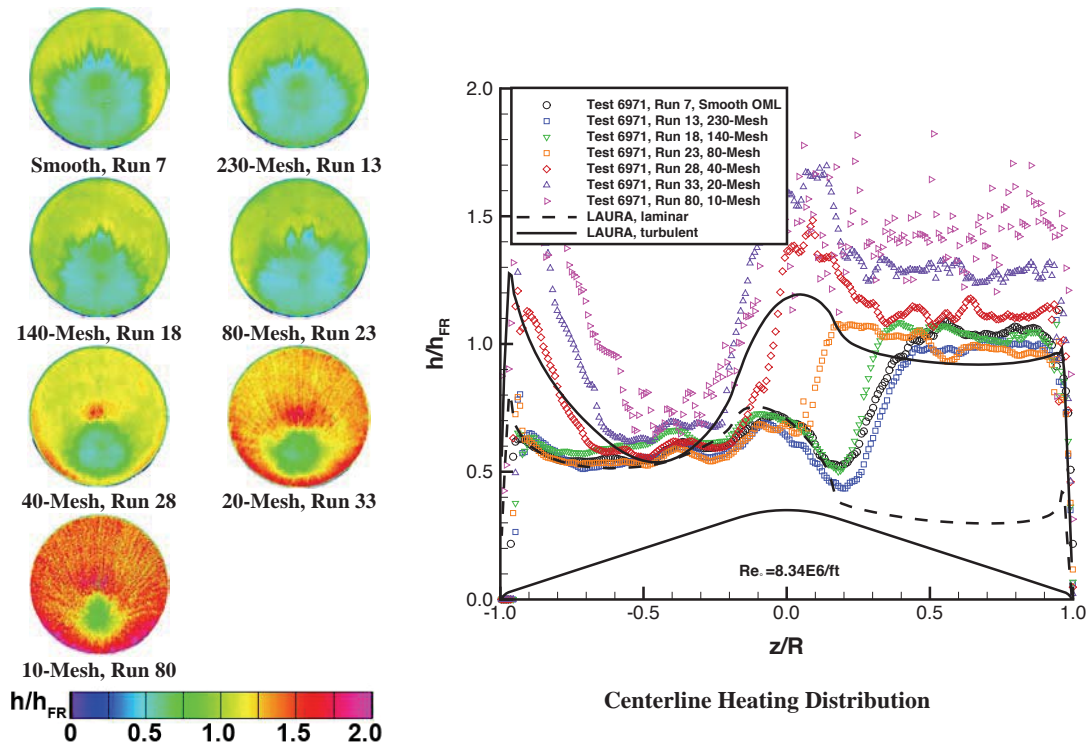 Smooth, Run 7
230-Mesh, Run 13
140-Mesh, Run 18
80-Mesh, Run 23
40-Mesh, Run 28
20-Mesh, Run 33
10-Mesh, Run 80
h/hFR
0 0.5 1.0 1.5 2.0
2.0
1.5
1.0
0.5
0.0
h/hFR
Test 6971, Run 7, Smooth OML
Test 6971, Run 13, 230-Mesh
Test 6971, Run 18, 140-Mesh
Test 6971, Run 23, 80-Mesh
Test 6971, Run 28, 40-Mesh
Test 6971, Run 33, 20-Mesh
Test 6971, Run 80, 10-Mesh
LAURA, laminar
LAURA, turbulent
Re∞=8.34E6/ft
-1.0 -0.5 0.0 0.5 1.0
z/R
Centerline Heating Distribution